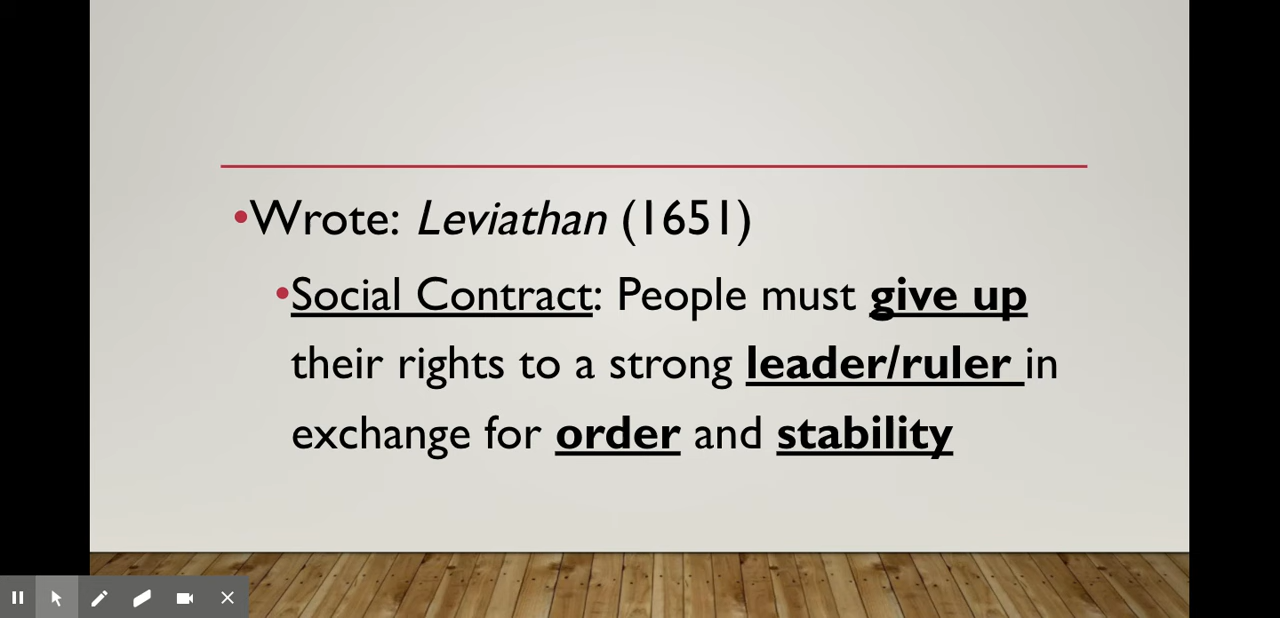 •Wrote: Leviathan (1651)
•Social Contract: People must give up
their rights to a strong leader/ruler in
exchange for order and stability